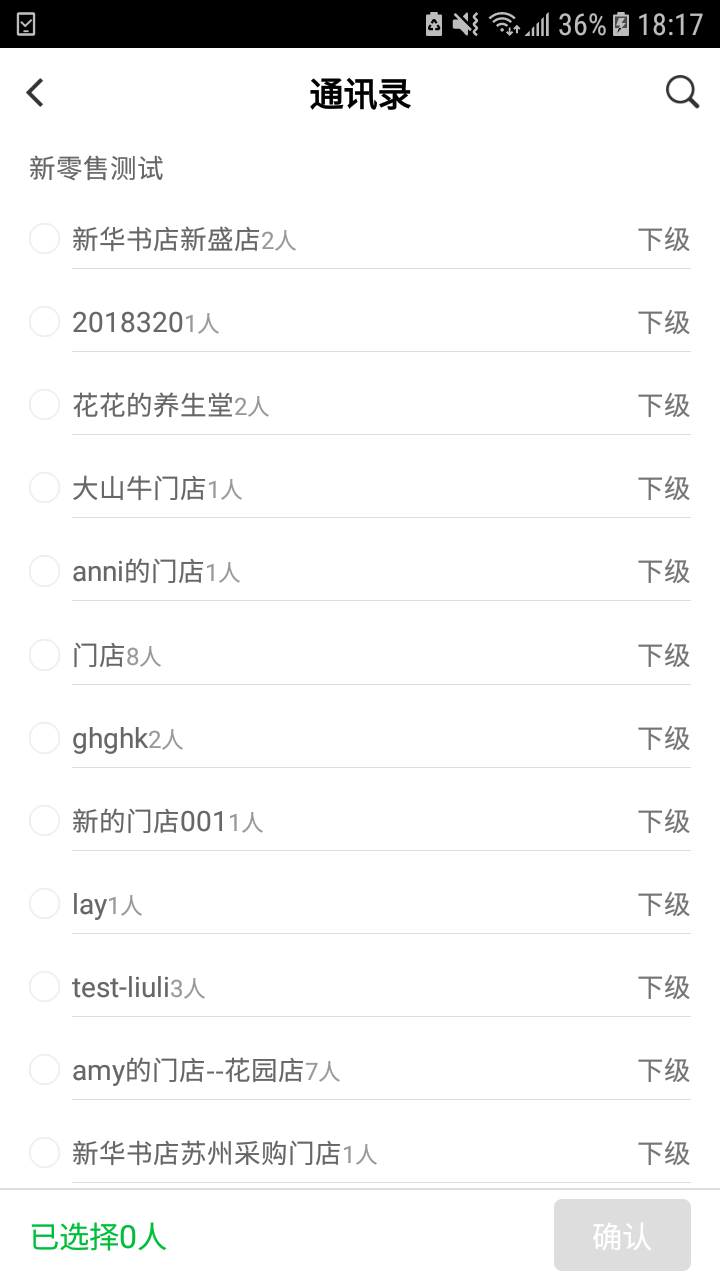 36% 18:17
通讯录
新零售测试
新华书店新盛店2人 下级
20183201人 下级
花花的养生堂2人 下级
大山牛门店1人 下级
anni的门店1人 下级
门店8人 下级
ghghk2人 下级
新的门店0011人 下级
lay1人 下级
test-liuli3人 下级
amy的门店--花园店7人 下级
新华书店苏州采购门店1人 下级
已选择0人 确认